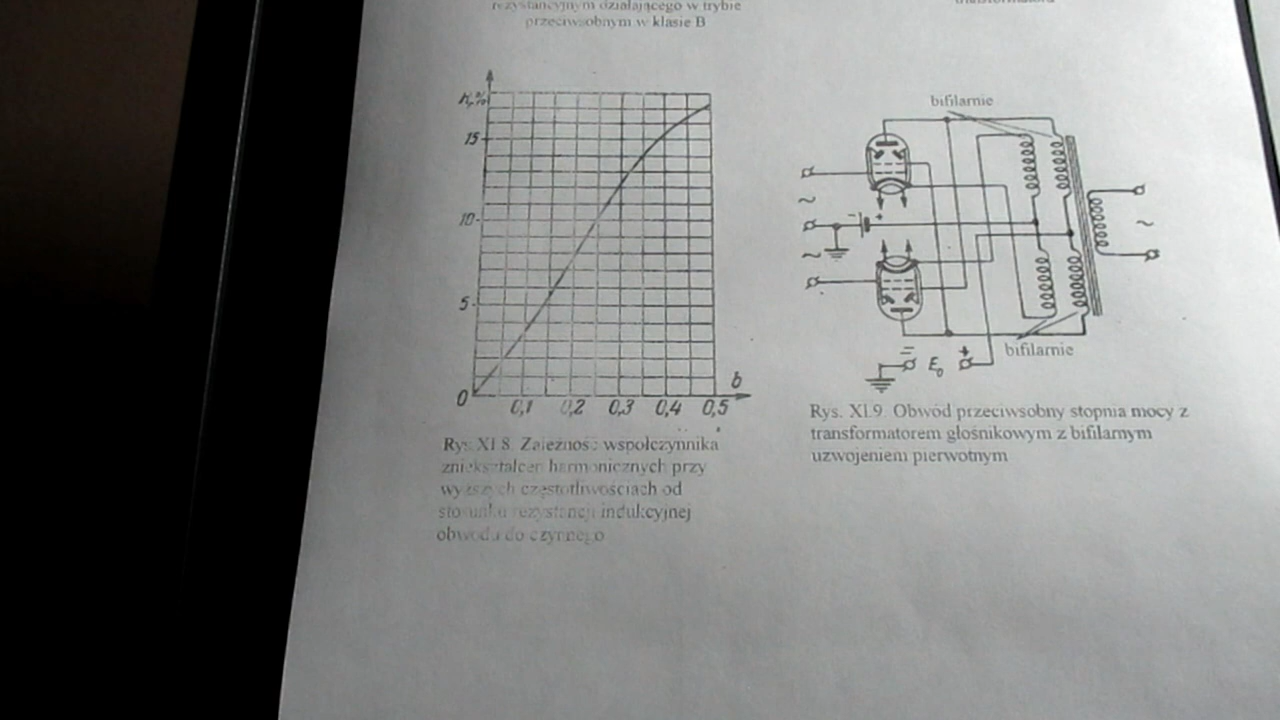 rezystancyjnym działającego w trybie
przeciwsobnym w klasie B
transformatora
K, %
15
10
5
0
0,1 0,2 0,3 0,4 0,5
b
Rys. XI.8. Zależność współczynnika
zniekształceń harmonicznych przy
wyższych częstotliwościach od
stosunku rezystancji indukcyjnej
obwodu do czynnego
bifilarnie
~
~
~
- +
bifilarnie
= E₀ +
Rys. XI.9. Obwód przeciwsobny stopnia mocy z
transformatorem głośnikowym z bifilarnym
uzwojeniem pierwotnym